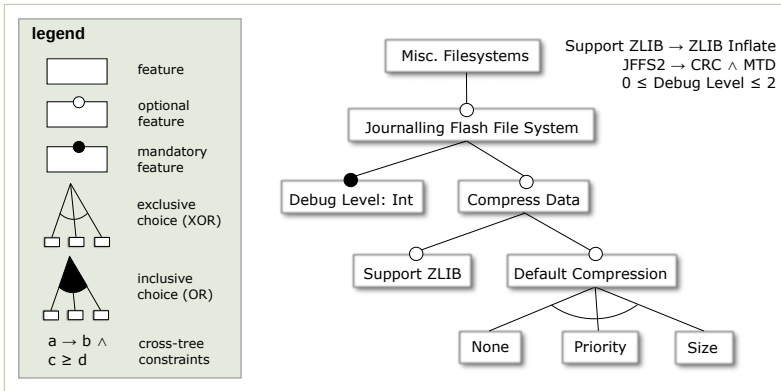 legend
feature
optional
feature
mandatory
feature
exclusive
choice (XOR)
inclusive
choice (OR)
a → b ∧
c ≥ d
cross-tree
constraints
Misc. Filesystems
Support ZLIB → ZLIB Inflate
JFFS2 → CRC ∧ MTD
0 ≤ Debug Level ≤ 2
Journalling Flash File System
Debug Level: Int
Compress Data
Support ZLIB
Default Compression
None
Priority
Size